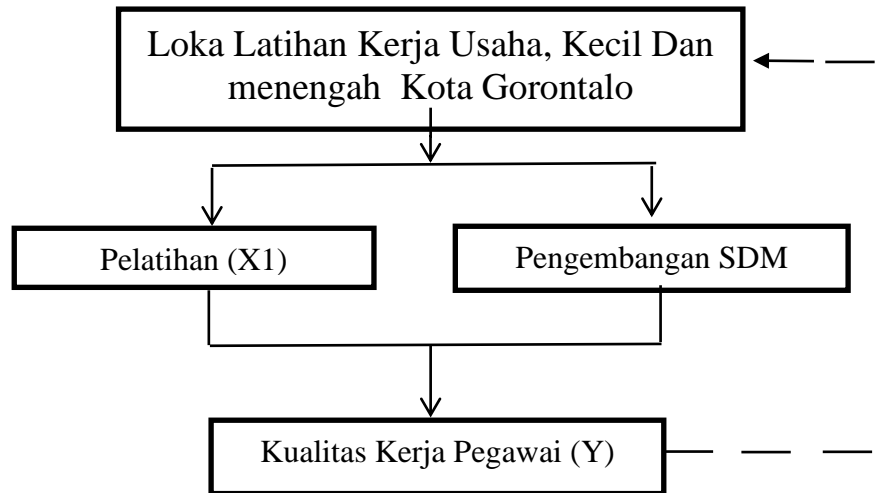 Loka Latihan Kerja Usaha, Kecil Dan
menengah Kota Gorontalo
Pelatihan (X1)
Pengembangan SDM
Kualitas Kerja Pegawai (Y)